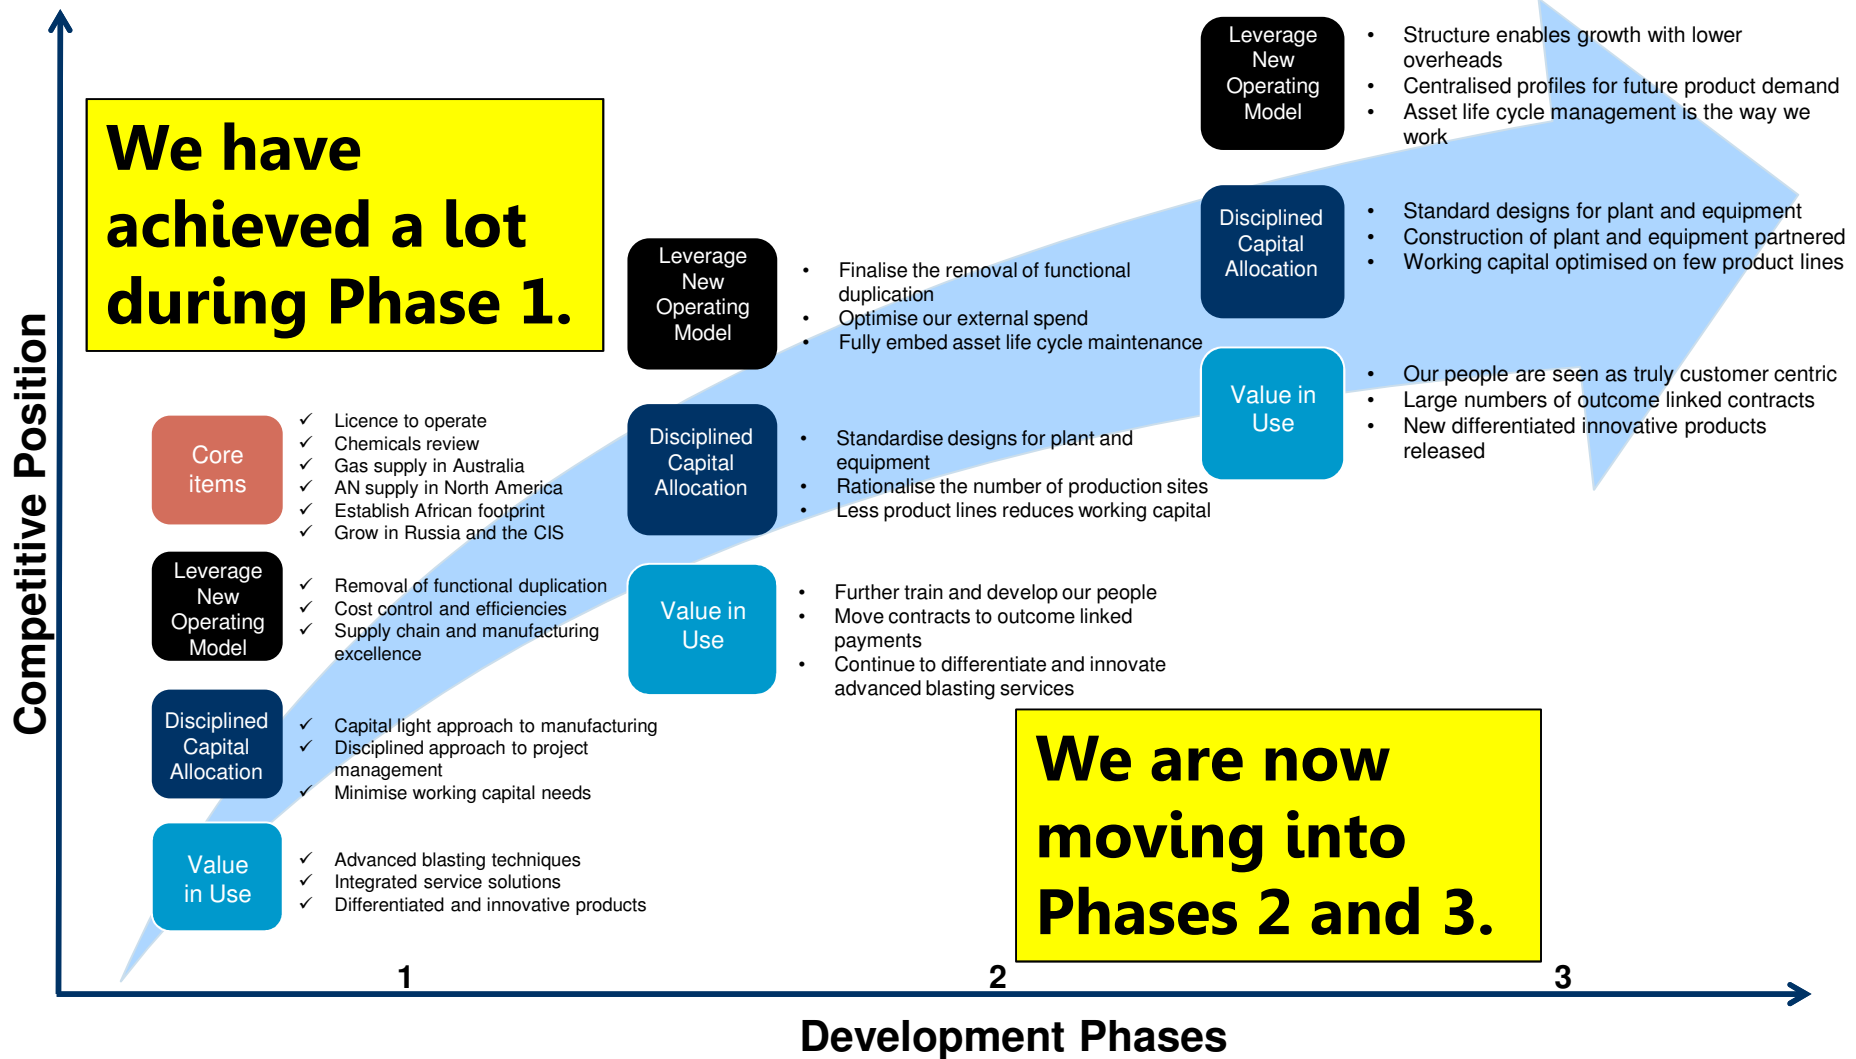 Competitive Position
We have
achieved a lot
during Phase 1.
Core
items
✓ Licence to operate
✓ Chemicals review
✓ Gas supply in Australia
✓ AN supply in North America
✓ Establish African footprint
✓ Grow in Russia and the CIS
Leverage
New
Operating
Model
✓ Removal of functional duplication
✓ Cost control and efficiencies
✓ Supply chain and manufacturing
excellence
Disciplined
Capital
Allocation
✓ Capital light approach to manufacturing
✓ Disciplined approach to project
management
✓ Minimise working capital needs
Value
in Use
✓ Advanced blasting techniques
✓ Integrated service solutions
✓ Differentiated and innovative products
Leverage
New
Operating
Model
• Finalise the removal of functional
duplication
• Optimise our external spend
• Fully embed asset life cycle maintenance
Disciplined
Capital
Allocation
• Standardise designs for plant and
equipment
• Rationalise the number of production sites
• Less product lines reduces working capital
Value in
Use
• Further train and develop our people
• Move contracts to outcome linked
payments
• Continue to differentiate and innovate
advanced blasting services
Leverage
New
Operating
Model
• Structure enables growth with lower
overheads
• Centralised profiles for future product demand
• Asset life cycle management is the way we
work
Disciplined
Capital
Allocation
• Standard designs for plant and equipment
• Construction of plant and equipment partnered
• Working capital optimised on few product lines
Value in
Use
• Our people are seen as truly customer centric
• Large numbers of outcome linked contracts
• New differentiated innovative products
released
We are now
moving into
Phases 2 and 3.
1
2
3
Development Phases